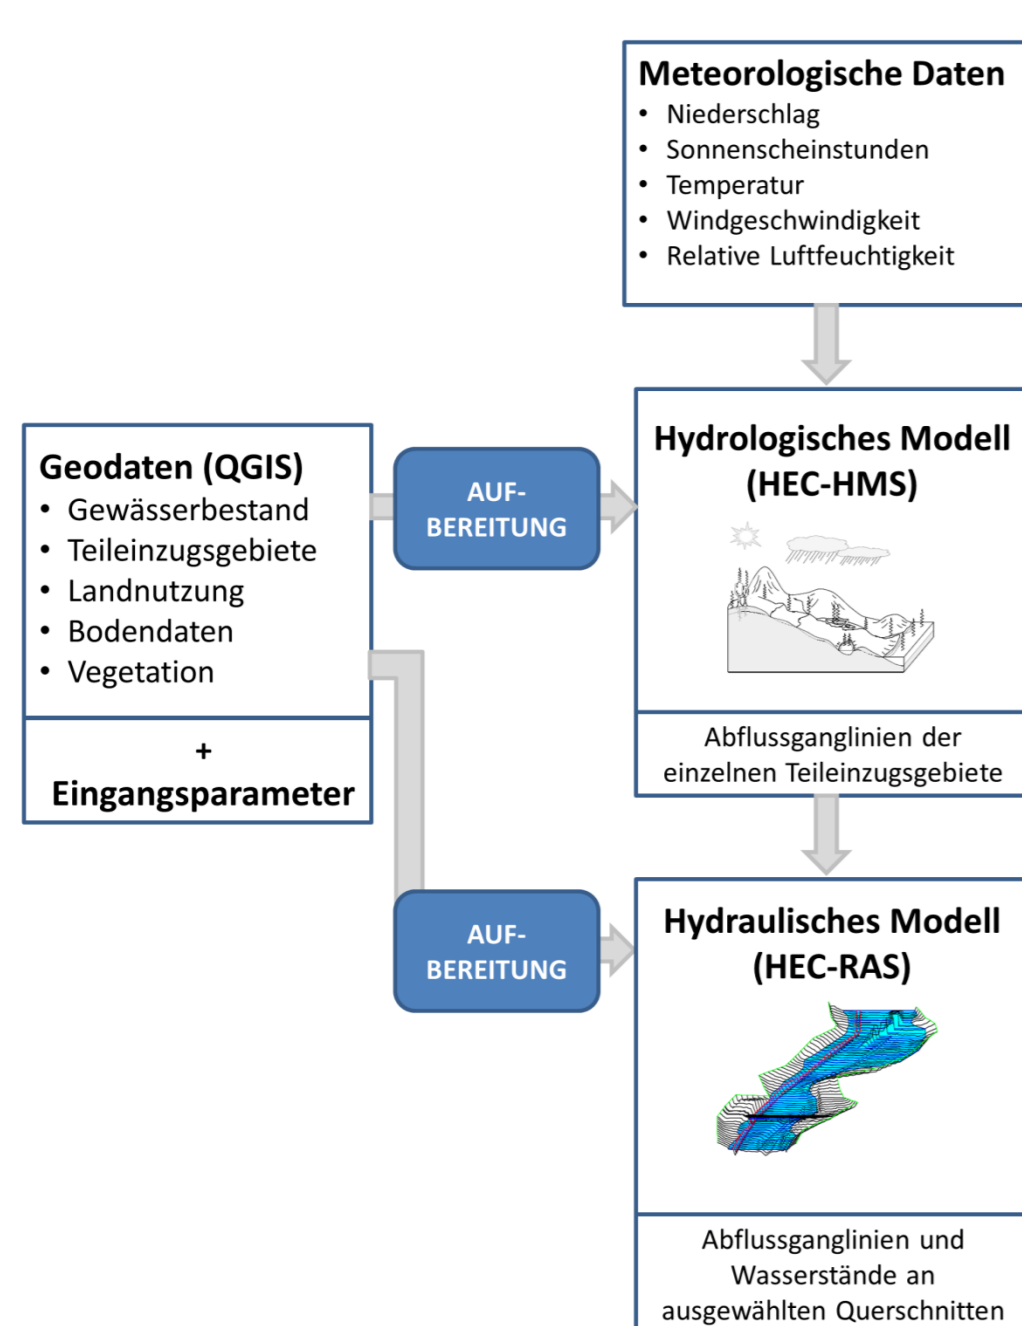 Meteorologische Daten
• Niederschlag
• Sonnenscheinstunden
• Temperatur
• Windgeschwindigkeit
• Relative Luftfeuchtigkeit
Geodaten (QGIS)
• Gewässerbestand
• Teileinzugsgebiete
• Landnutzung
• Bodendaten
• Vegetation
+
Eingangsparameter
AUF-
BEREITUNG
Hydrologisches Modell
(HEC-HMS)
Abflussganglinien der
einzelnen Teileinzugsgebiete
AUF-
BEREITUNG
Hydraulisches Modell
(HEC-RAS)
Abflussganglinien und
Wasserstände an
ausgewählten Querschnitten